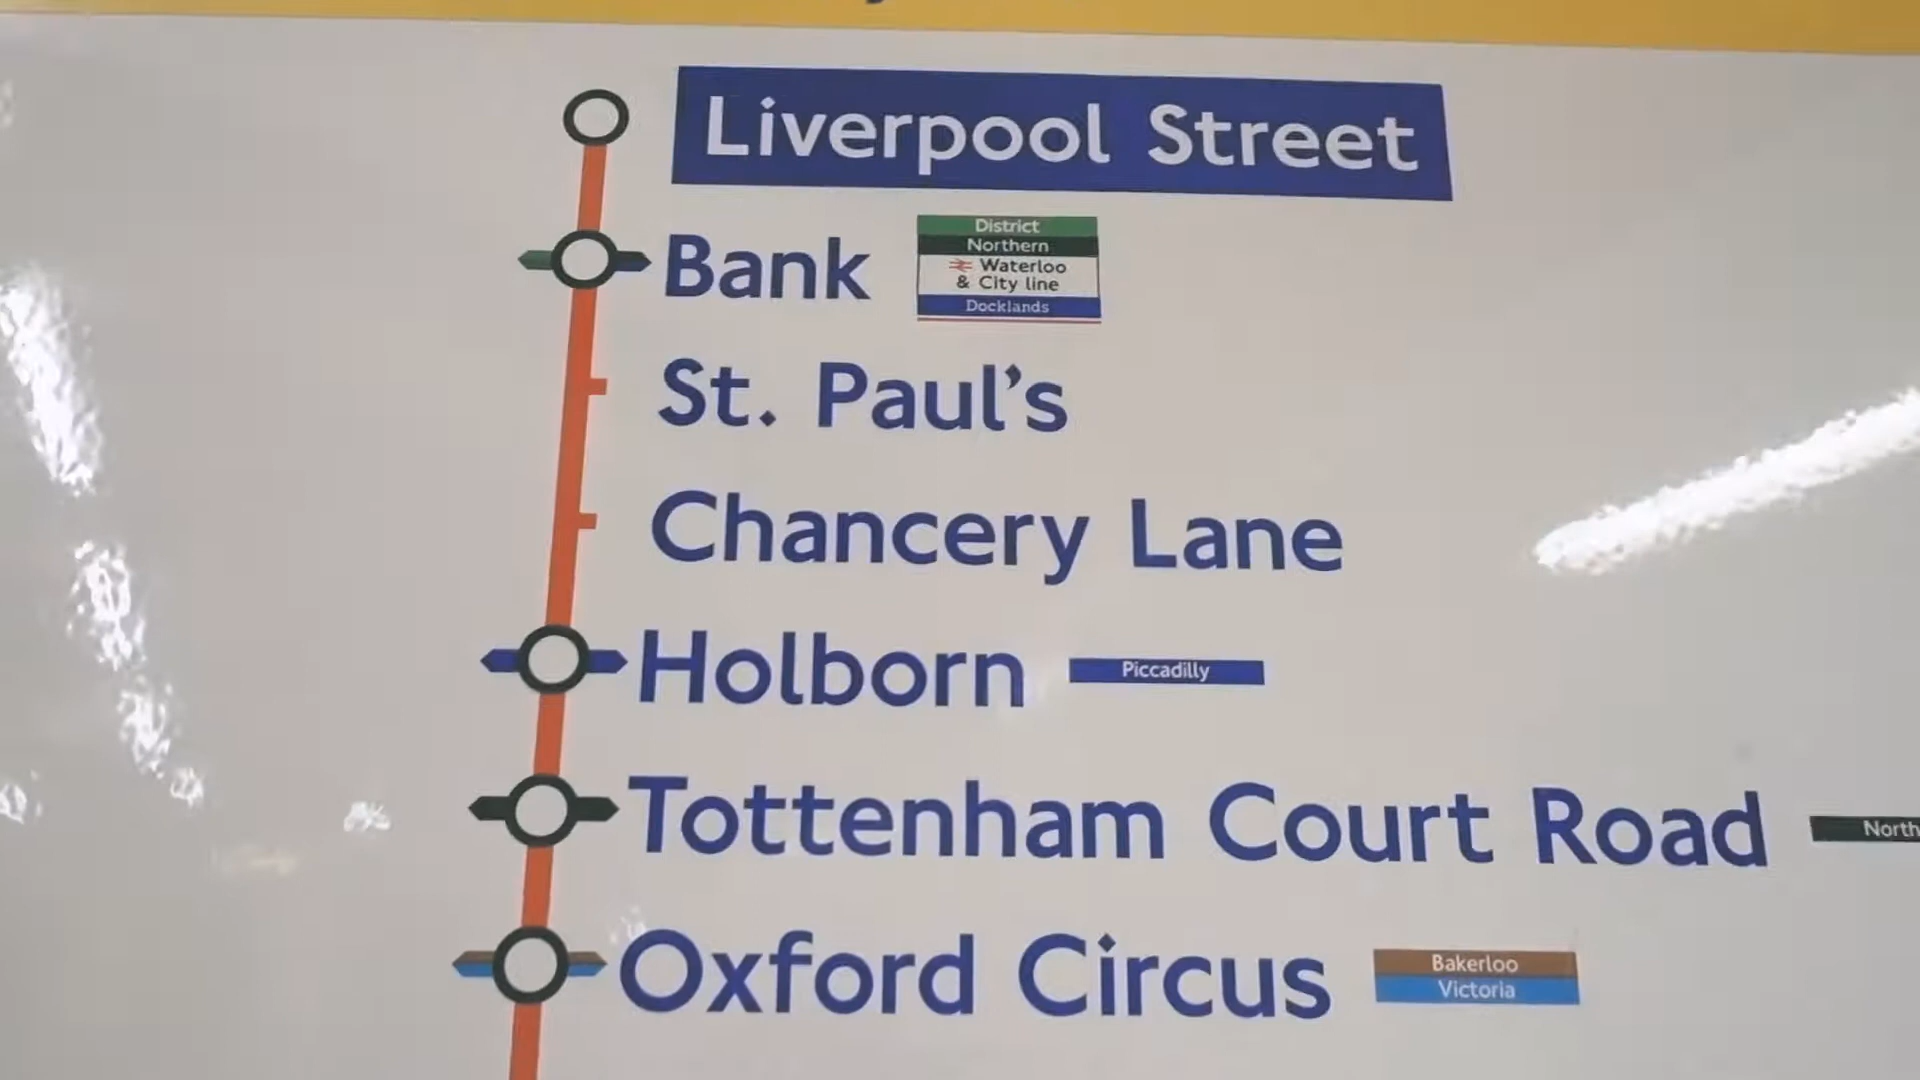 Liverpool Street
Bank
District
Northern
Waterloo
& City line
Docklands
St. Paul's
Chancery Lane
Holborn
Piccadilly
Tottenham Court Road
North
Oxford Circus
Bakerloo
Victoria